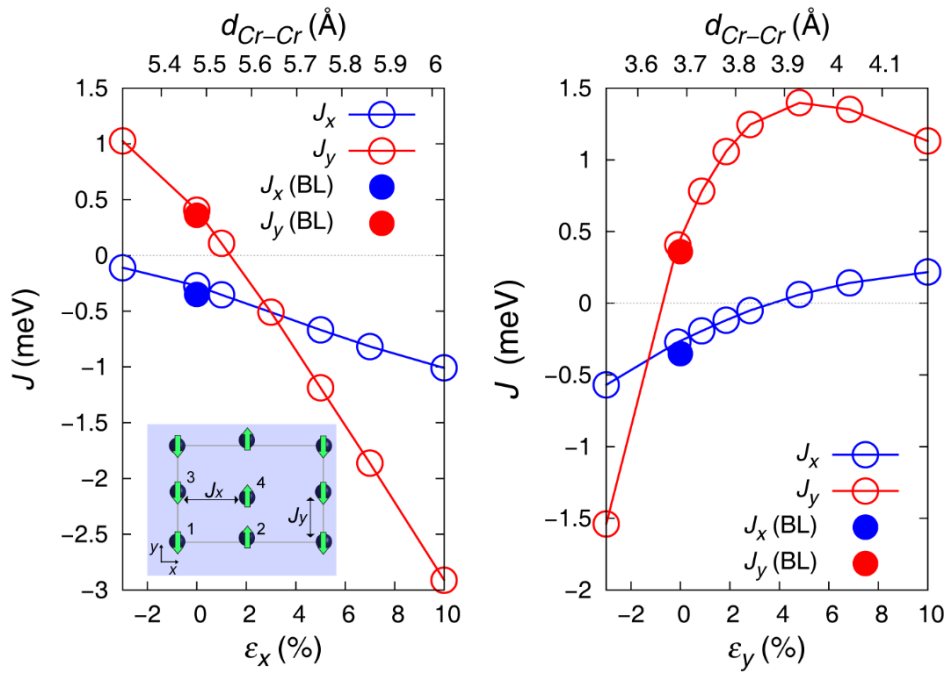 d_{Cr−Cr} (Å)
5.4 5.5 5.6 5.7 5.8 5.9 6
1.5
1
0.5
0
−0.5
−1
−1.5
−2
−2.5
−3
J (meV)
J_x
J_y
J_x (BL)
J_y (BL)
3 4
J_x
J_y
1 2
y
x
0 2 4 6 8 10
ε_x (%)
d_{Cr−Cr} (Å)
3.6 3.7 3.8 3.9 4 4.1
1.5
1
0.5
0
−0.5
−1
−1.5
−2
J (meV)
J_x
J_y
J_x (BL)
J_y (BL)
0 2 4 6 8 10
ε_y (%)